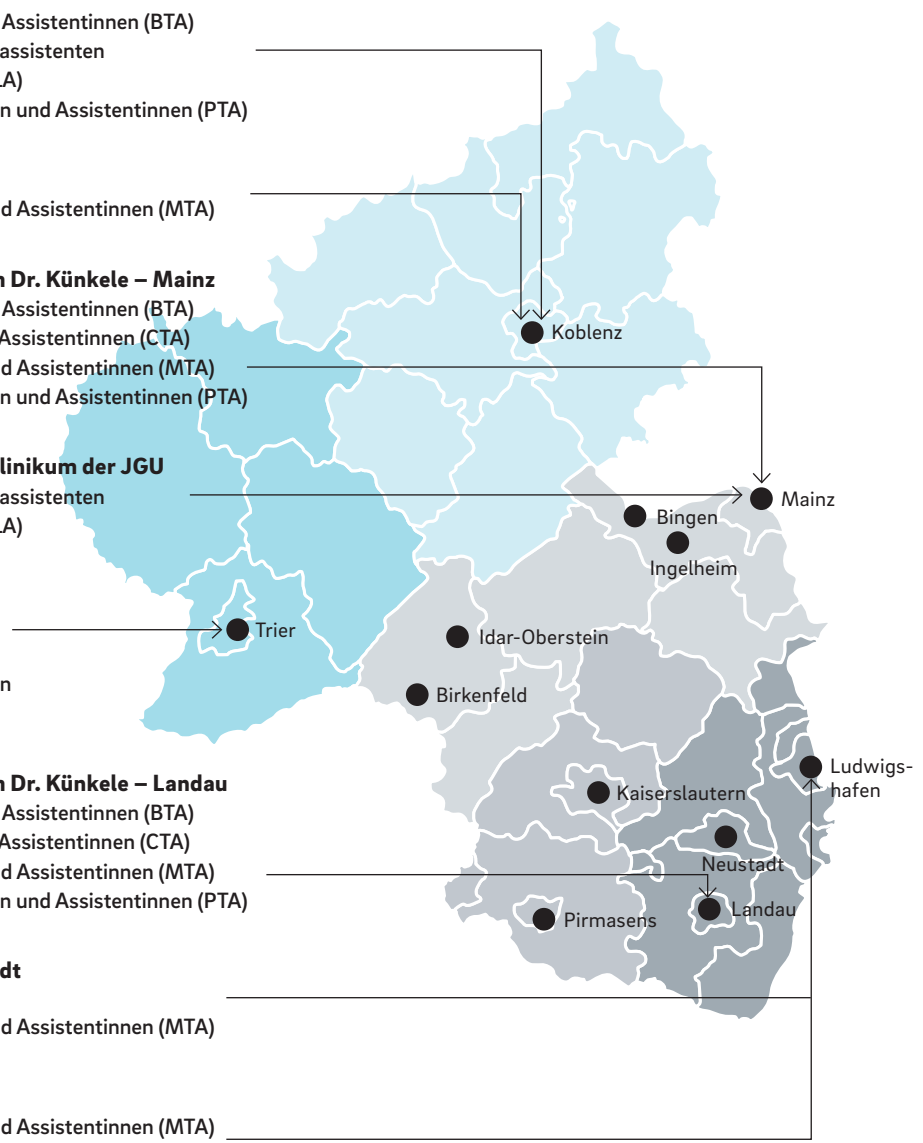 Assistentinnen (BTA)
assistenten
LA)
n und Assistentinnen (PTA)
d Assistentinnen (MTA)
n Dr. Künkele – Mainz
Assistentinnen (BTA)
Assistentinnen (CTA)
d Assistentinnen (MTA)
n und Assistentinnen (PTA)
linikum der JGU
assistenten
LA)
n
n Dr. Künkele – Landau
Assistentinnen (BTA)
Assistentinnen (CTA)
d Assistentinnen (MTA)
n und Assistentinnen (PTA)
dt
d Assistentinnen (MTA)
d Assistentinnen (MTA)
Koblenz
Mainz
Bingen
Ingelheim
Trier
Idar-Oberstein
Birkenfeld
Ludwigs-
hafen
Kaiserslautern
Neustadt
Landau
Pirmasens